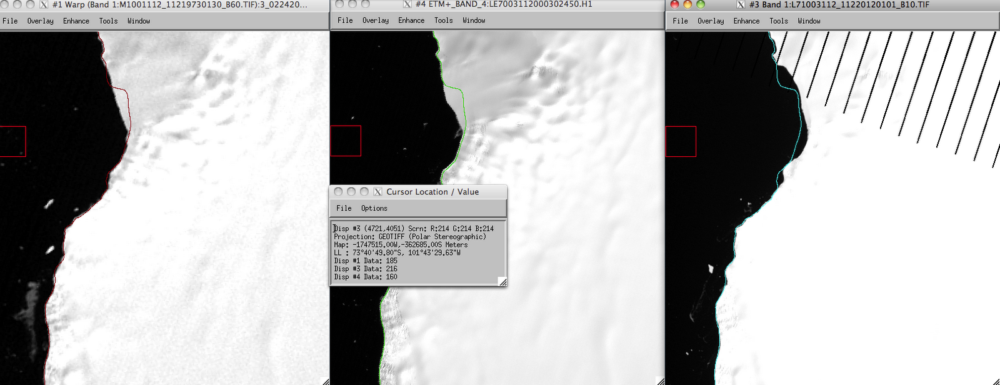 #1 Warp (Band 1:M1001112_11219730130_B60.TIF):3_022420...
File Overlay Enhance Tools Window
#4 ETM+_BAND_4:LE7003112000302450.H1
File Overlay Enhance Tools Window
#3 Band 1:L71003112_11220120101_B10.TIF
File Overlay Enhance Tools Window
Cursor Location / Value
File Options
Disp #3 (4721,4051) Scrn: R:214 G:214 B:214
Projection: GEOTIFF (Polar Stereographic)
Map: -1747515.00W,-362685.00S Meters
LL : 73°40'49.80"S, 101°43'29.63"W
Disp #1 Data: 185
Disp #3 Data: 216
Disp #4 Data: 160